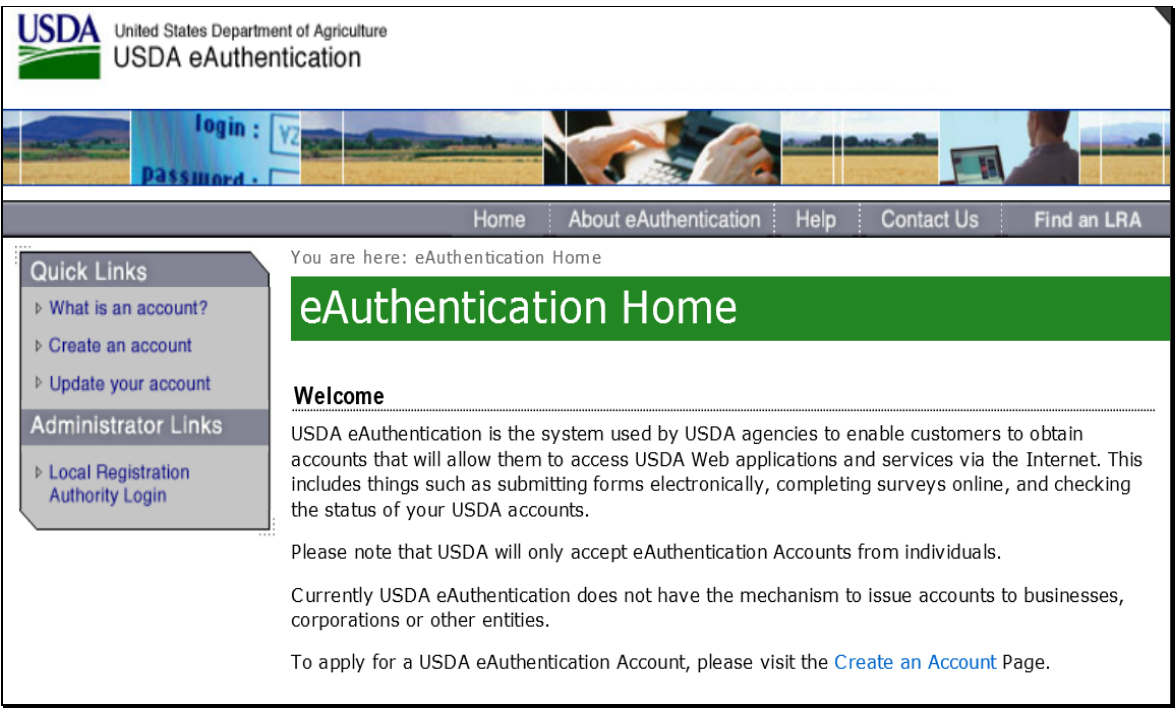 USDA
United States Department of Agriculture
USDA eAuthentication
login :
VZ
password :
Home
About eAuthentication
Help
Contact Us
Find an LRA
Quick Links
What is an account?
Create an account
Update your account
Administrator Links
Local Registration
Authority Login
You are here: eAuthentication Home
eAuthentication Home
Welcome
USDA eAuthentication is the system used by USDA agencies to enable customers to obtain
accounts that will allow them to access USDA Web applications and services via the Internet. This
includes things such as submitting forms electronically, completing surveys online, and checking
the status of your USDA accounts.
Please note that USDA will only accept eAuthentication Accounts from individuals.
Currently USDA eAuthentication does not have the mechanism to issue accounts to businesses,
corporations or other entities.
To apply for a USDA eAuthentication Account, please visit the Create an Account Page.